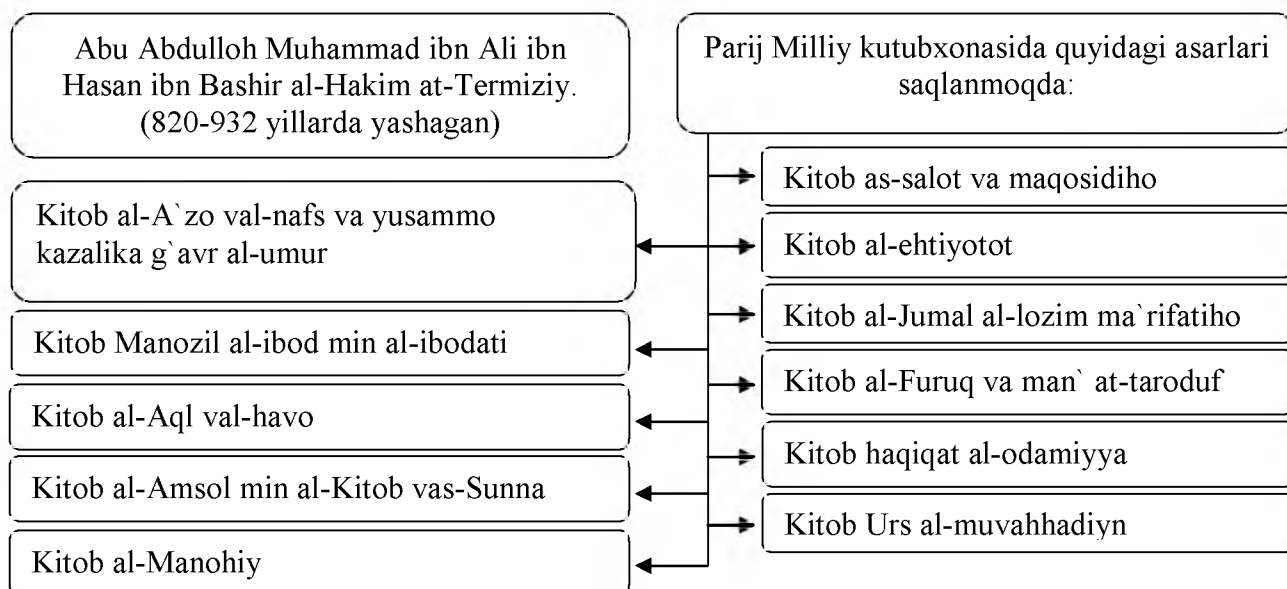 Abu Abdulloh Muhammad ibn Ali ibn
Hasan ibn Bashir al-Hakim at-Termiziy.
(820-932 yillarda yashagan)
Parij Milliy kutubxonasida quyidagi asarlari
saqlanmoqda:
Kitob al-A`zo val-nafs va yusammo
kazalika g`avr al-umur
Kitob Manozil al-ibod min al-ibodati
Kitob al-Aql val-havo
Kitob al-Amsol min al-Kitob vas-Sunna
Kitob al-Manohiy
Kitob as-salot va maqosidiho
Kitob al-ehtiyotot
Kitob al-Jumal al-lozim ma`rifatiho
Kitob al-Furuq va man` at-taroduf
Kitob haqiqat al-odamiyya
Kitob Urs al-muvahhadiyn